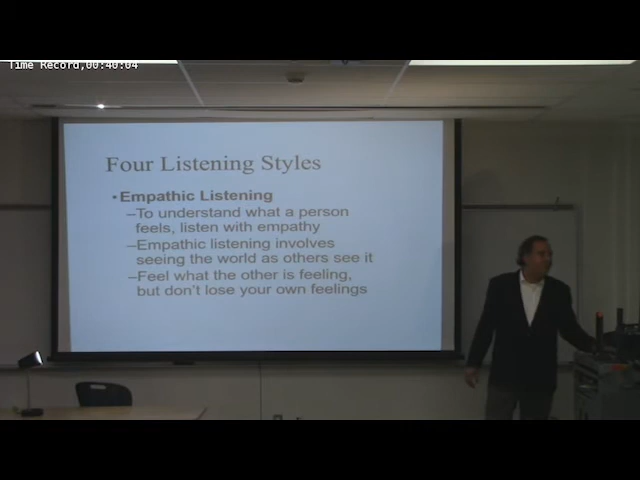 Time Record,00:40:04
Four Listening Styles
• Empathic Listening
–To understand what a person
feels, listen with empathy
–Empathic listening involves
seeing the world as others see it
–Feel what the other is feeling,
but don't lose your own feelings